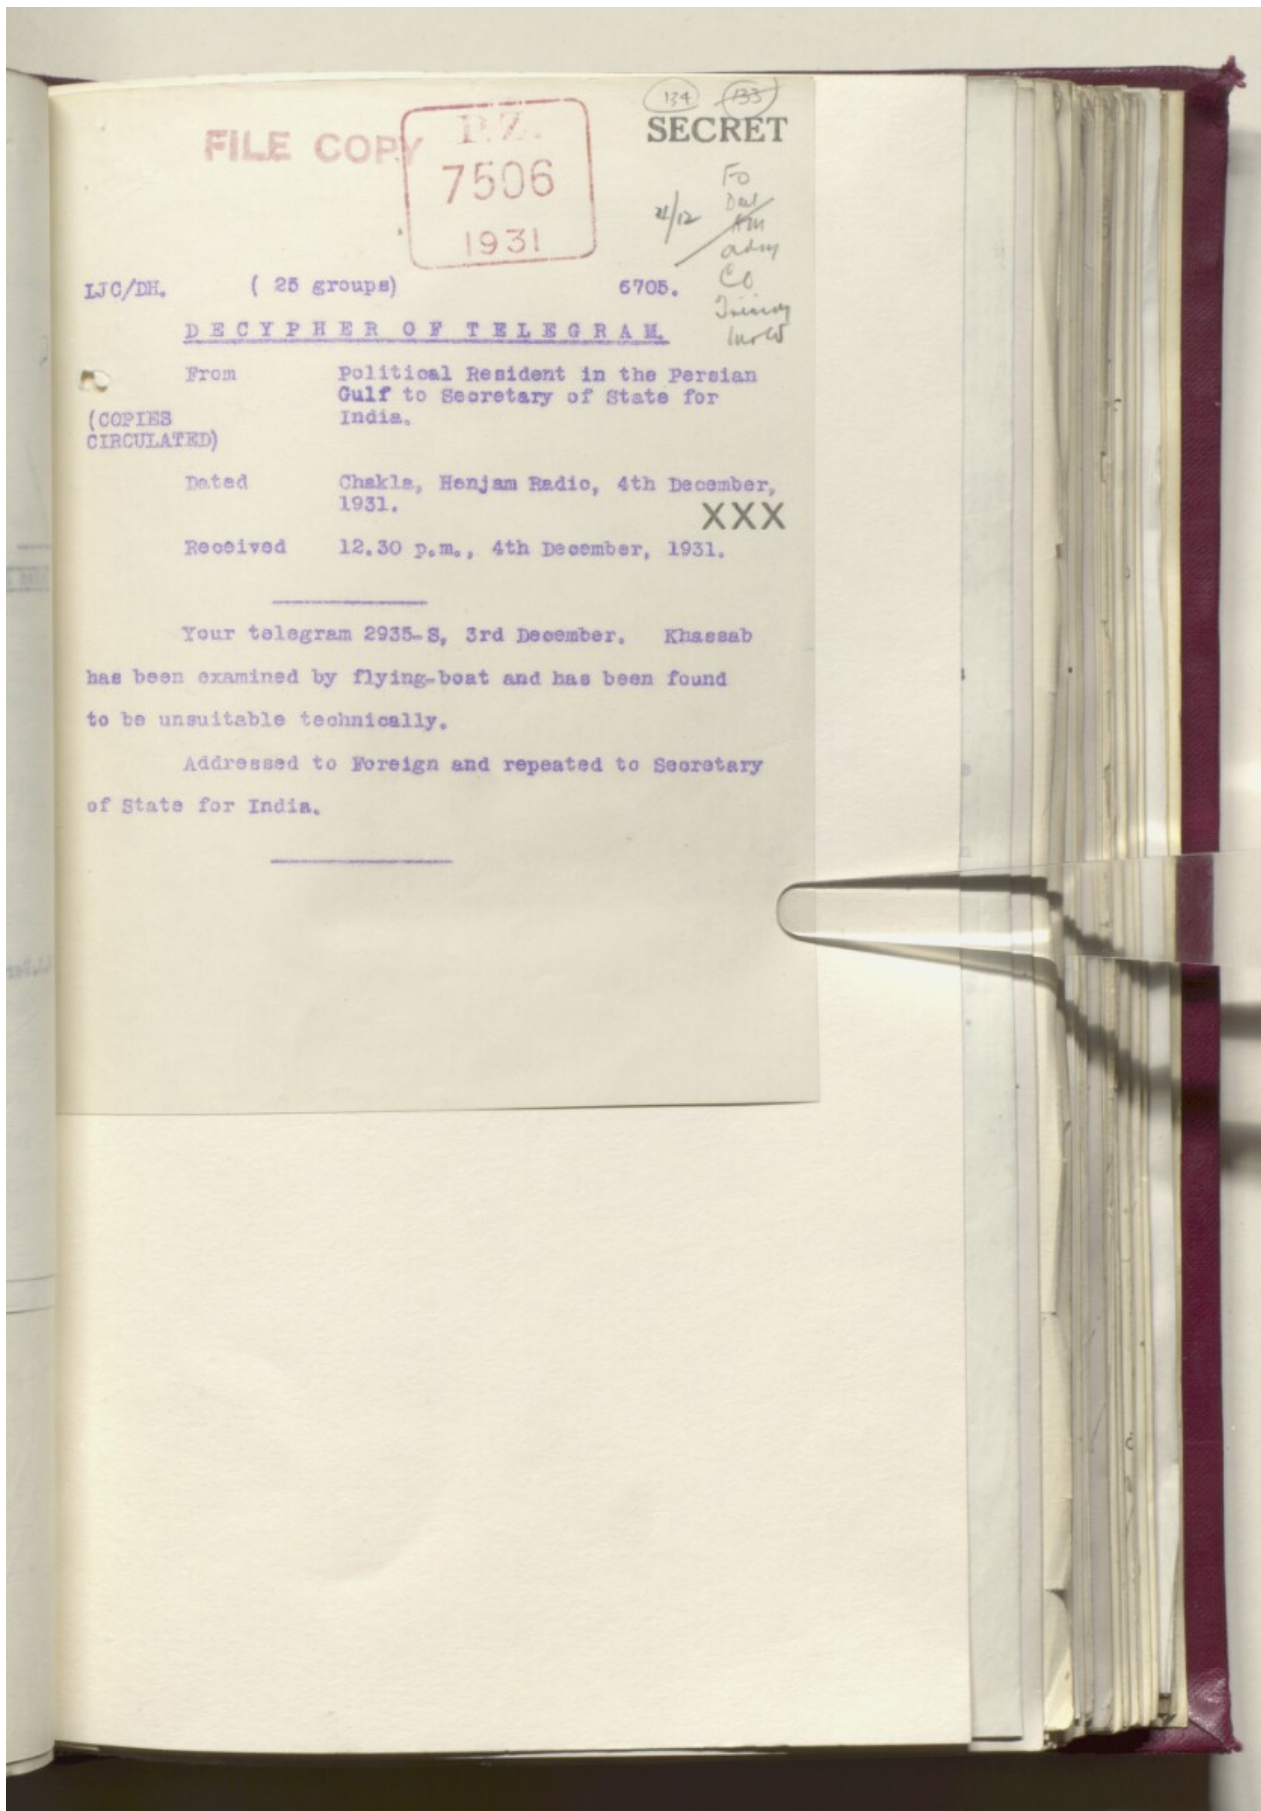 134 133
FILE COPY
P.Z.
7506
1931
SECRET
FO
21/12
Adm
CO
LJC/DH. ( 25 groups) 6705.
DECYPHER OF TELEGRAM.
From Political Resident in the Persian
Gulf to Secretary of State for
(COPIES India.
CIRCULATED)
Dated Chakla, Henjam Radio, 4th December,
1931.
XXX
Received 12.30 p.m., 4th December, 1931.
Your telegram 2935-S, 3rd December. Khassab
has been examined by flying-boat and has been found
to be unsuitable technically.
Addressed to Foreign and repeated to Secretary
of State for India.